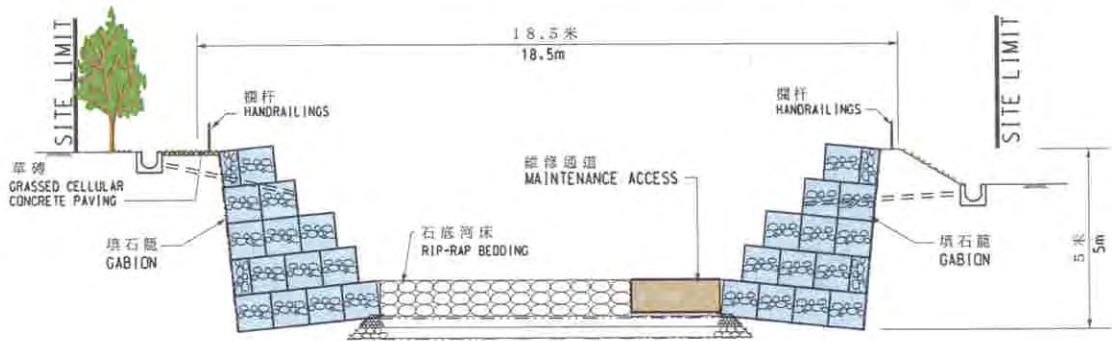 18.5米
18.5m
SITE LIMIT
SITE LIMIT
欄杆
HANDRAILINGS
欄杆
HANDRAILINGS
草磚
GRASSED CELLULAR
CONCRETE PAVING
維修通道
MAINTENANCE ACCESS
填石籠
GABION
石底河床
RIP-RAP BEDDING
填石籠
GABION
5米
5m